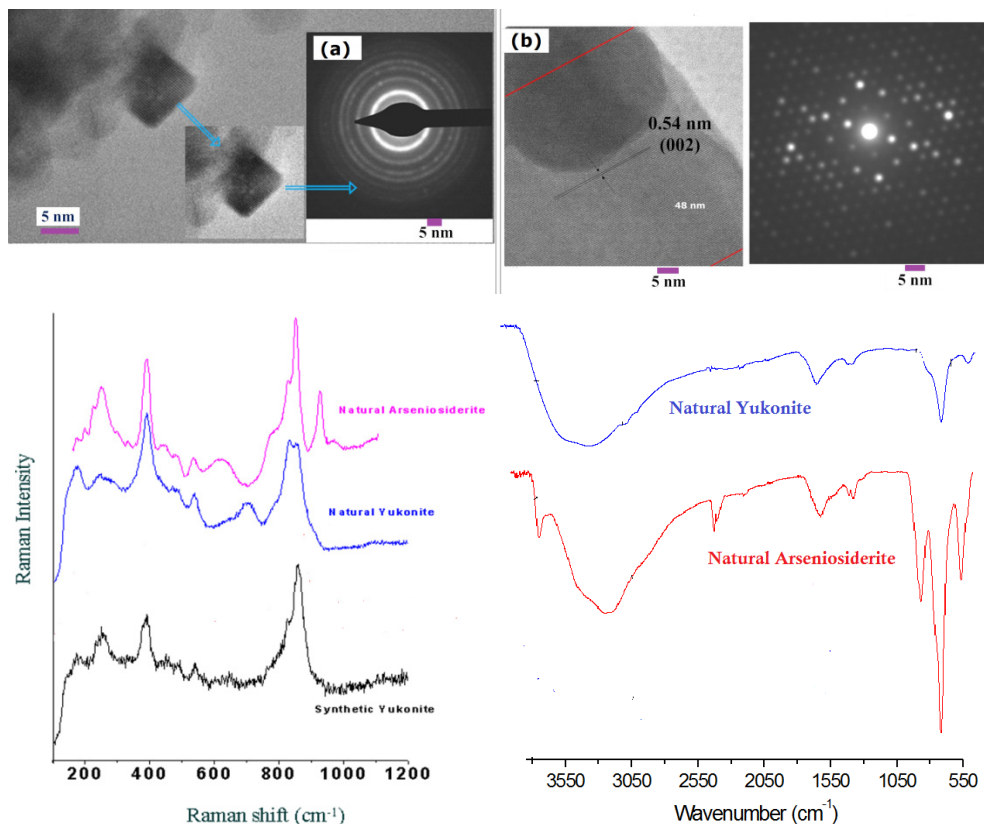 (a)
5 nm
5 nm
(b)
0.54 nm
(002)
48 nm
5 nm
5 nm
Raman Intensity
Natural Arseniosiderite
Natural Yukonite
Synthetic Yukonite
200 400 600 800 1000 1200
Raman shift (cm-1)
Natural Yukonite
Natural Arseniosiderite
3550 3050 2550 2050 1550 1050 550
Wavenumber (cm-1)